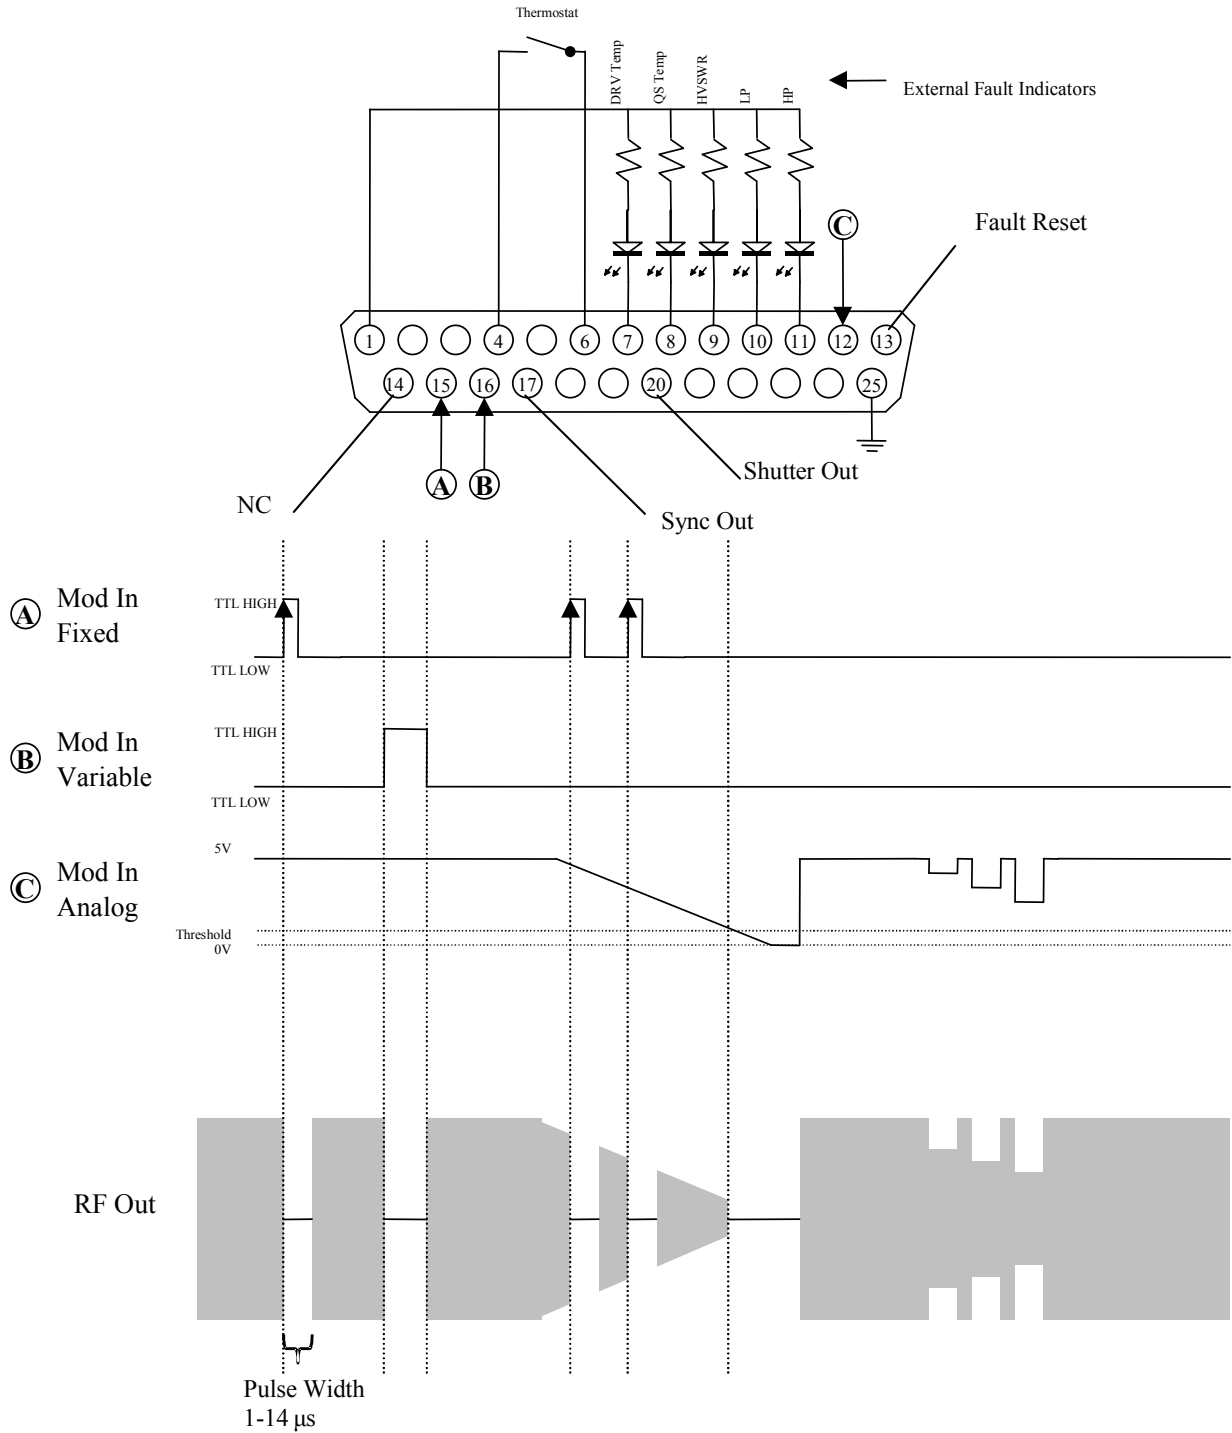 Thermostat
DRV Temp
QS Temp
HVSWR
LP
HP
External Fault Indicators
C
Fault Reset
1
4
6
7
8
9
10
11
12
13
14
15
16
17
20
25
A
B
Shutter Out
NC
Sync Out
A
Mod In
Fixed
TTL HIGH
TTL LOW
B
Mod In
Variable
TTL HIGH
TTL LOW
C
Mod In
Analog
5V
Threshold
0V
RF Out
Pulse Width
1-14 µs